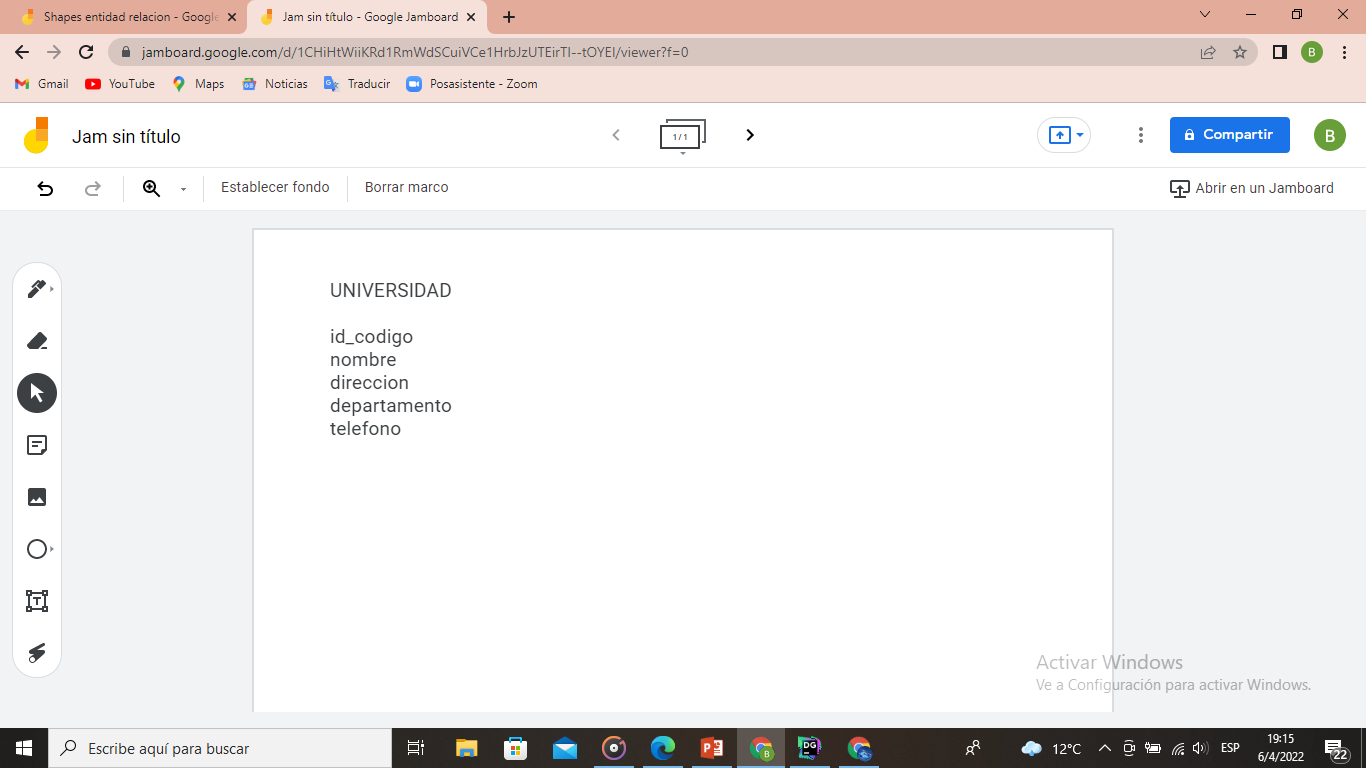 Shapes entidad relacion - Google
Jam sin título - Google Jamboard
jamboard.google.com/d/1CHiHtWiiKRd1RmWdSCuiVCe1HrbJzUTEirTI--tOYEI/viewer?f=0
B
Gmail
YouTube
Maps
Noticias
Traducir
Posasistente - Zoom
Jam sin título
1 / 1
Compartir
B
Establecer fondo
Borrar marco
Abrir en un Jamboard
UNIVERSIDAD
id_codigo
nombre
direccion
departamento
telefono
T
Activar Windows
Ve a Configuración para activar Windows.
Escribe aquí para buscar
B
DG
12°C
ESP
19:15
6/4/2022
22